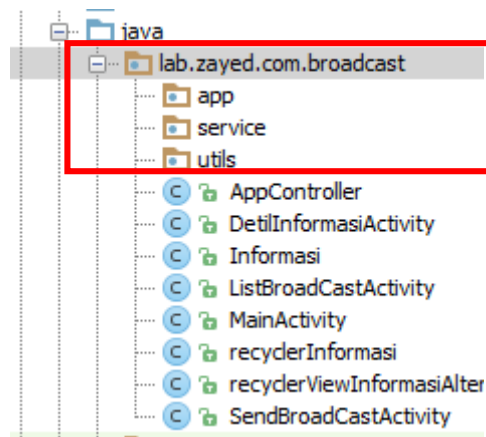 java
lab.zayed.com.broadcast
app
service
utils
C AppController
C DetilInformasiActivity
C Informasi
C ListBroadCastActivity
C MainActivity
C recyclerInformasi
C recyclerViewInformasiAlter
C SendBroadCastActivity